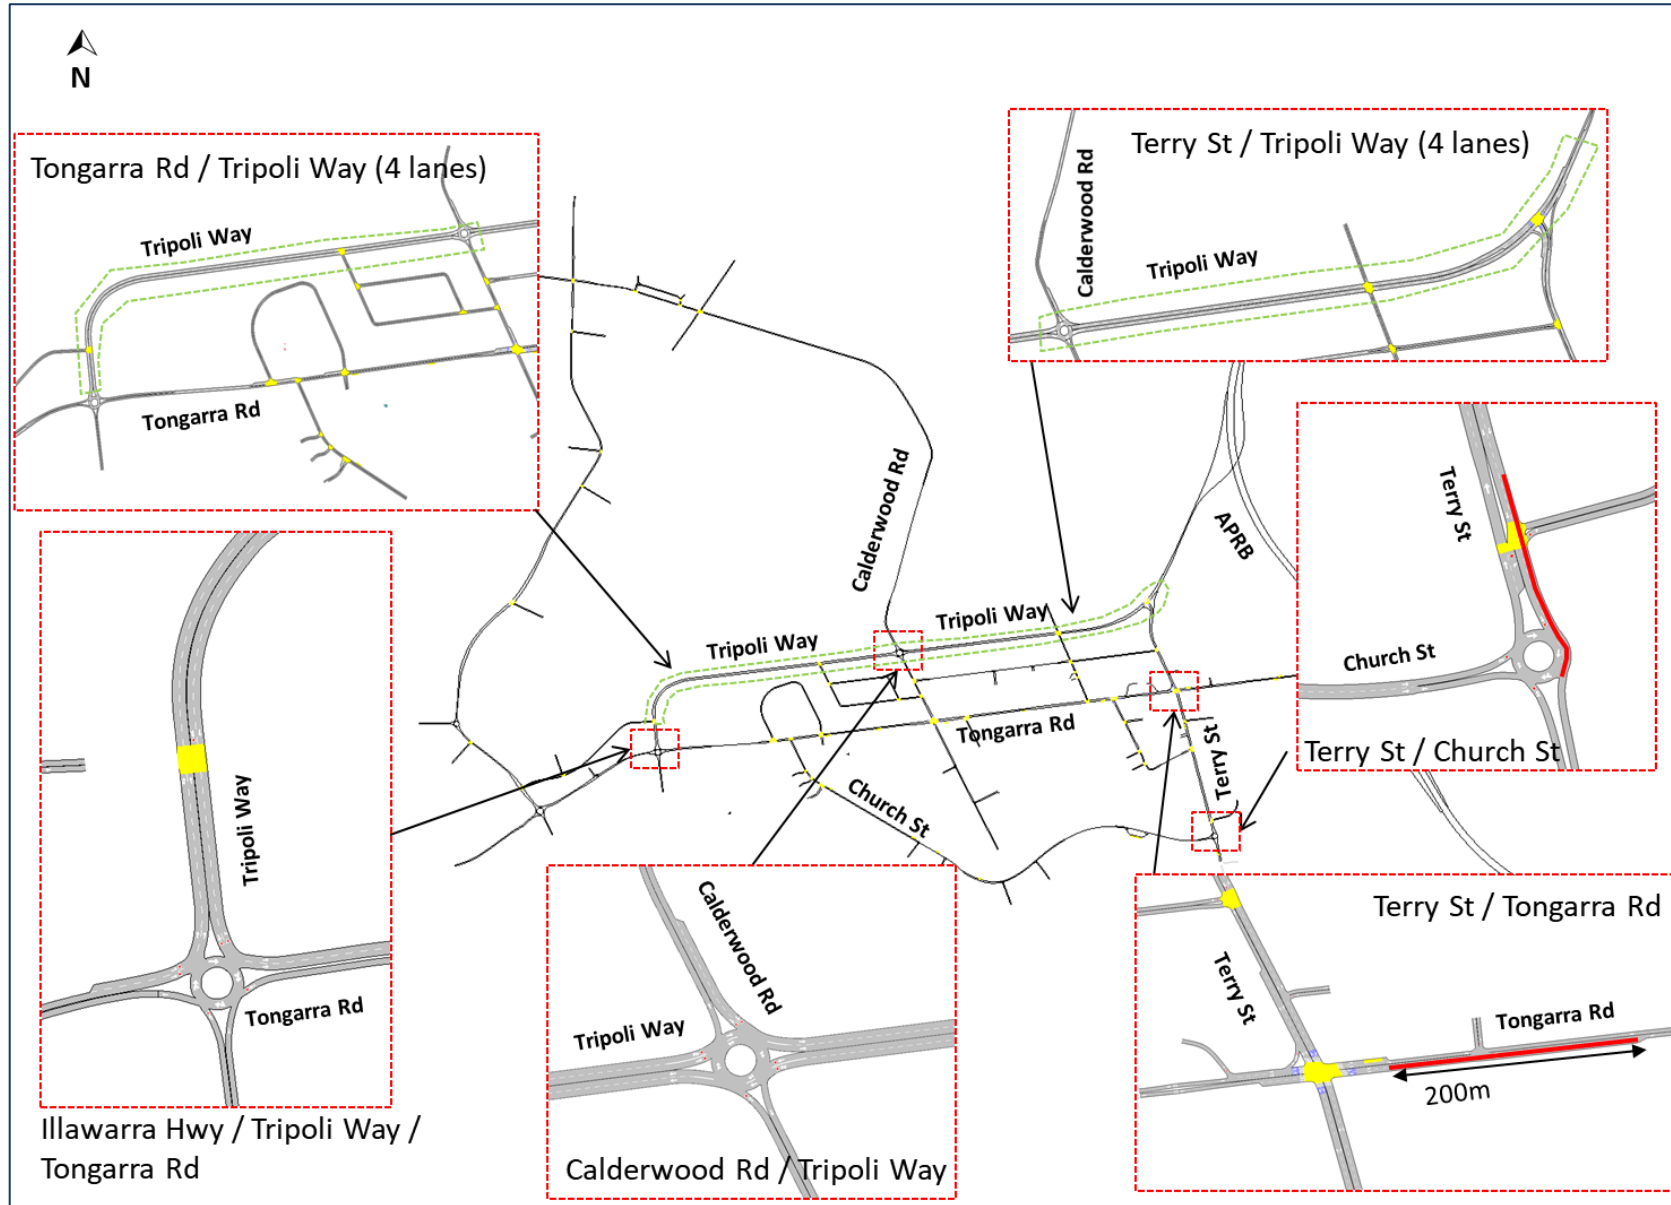 N
Tongarra Rd / Tripoli Way (4 lanes)
Tripoli Way
Tongarra Rd
Terry St / Tripoli Way (4 lanes)
Calderwood Rd
Tripoli Way
Calderwood Rd
APRB
Tripoli Way
Tripoli Way
Tongarra Rd
Terry St
Church St
Terry St
Church St
Terry St / Church St
Tripoli Way
Tongarra Rd
Illawarra Hwy / Tripoli Way /
Tongarra Rd
Calderwood Rd
Tripoli Way
Calderwood Rd / Tripoli Way
Terry St / Tongarra Rd
Terry St
Tongarra Rd
200m